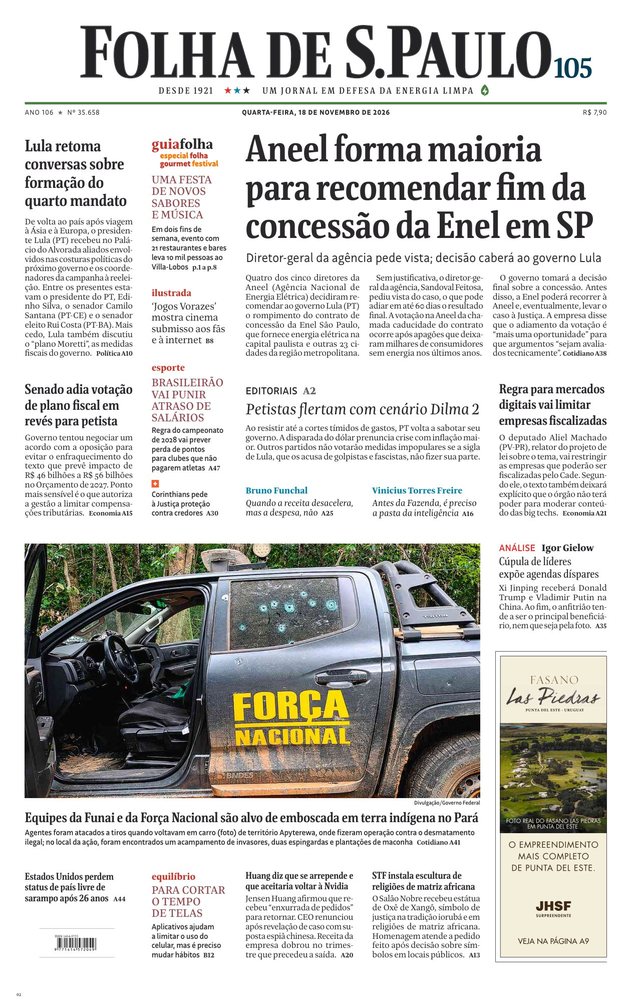 FOLHA DE S.PAULO 105
DESDE 1921 ★★★ UM JORNAL EM DEFESA DA ENERGIA LIMPA
ANO 106 ★ Nº 35.658
QUARTA-FEIRA, 18 DE NOVEMBRO DE 2026
R$ 7,90
Lula retoma
conversas sobre
formação do
quarto mandato
De volta ao país após viagem
à Ásia e à Europa, o presiden-
te Lula (PT) recebeu no Palá-
cio do Alvorada aliados envol-
vidos nas costuras políticas do
próximo governo e os coorde-
nadores da campanha à reelei-
ção. Entre os presentes esta-
vam o presidente do PT, Edi-
nho Silva, o senador Camilo
Santana (PT-CE) e o senador
eleito Rui Costa (PT-BA). Mais
cedo, Lula também discutiu
o “plano Moretti”, as medidas
fiscais do governo. Política A10
Senado adia votação
de plano fiscal em
revés para petista
Governo tentou negociar um
acordo com a oposição para
evitar o enfraquecimento do
texto que prevê impacto de
R$ 46 bilhões a R$ 56 bilhões
no Orçamento de 2027. Ponto
mais sensível é o que autoriza
a gestão a limitar compensa-
ções tributárias. Economia A15
guiafolha
especial folha
gourmet festival
UMA FESTA
DE NOVOS
SABORES
E MÚSICA
Em dois fins de
semana, evento com
21 restaurantes e bares
leva 10 mil pessoas ao
Villa-Lobos p.1 a p.8
ilustrada
‘Jogos Vorazes’
mostra cinema
submisso aos fãs
e à internet B8
esporte
BRASILEIRÃO
VAI PUNIR
ATRASO DE
SALÁRIOS
Regra do campeonato
de 2028 vai prever
perda de pontos
para clubes que não
pagarem atletas A47
+
Corinthians pede
à Justiça proteção
contra credores A30
Aneel forma maioria
para recomendar fim da
concessão da Enel em SP
Diretor-geral da agência pede vista; decisão caberá ao governo Lula
Quatro dos cinco diretores da
Aneel (Agência Nacional de
Energia Elétrica) decidiram re-
comendar ao governo Lula (PT)
o rompimento do contrato de
concessão da Enel São Paulo,
que fornece energia elétrica na
capital paulista e outras 23 ci-
dades da região metropolitana.
Sem justificativa, o diretor-ge-
ral da agência, Sandoval Feitosa,
pediu vista do caso, o que pode
adiar em até 60 dias o resultado
final. A votação na Aneel da cha-
mada caducidade do contrato
ocorre após apagões que deixa-
ram milhares de consumidores
sem energia nos últimos anos.
O governo tomará a decisão
final sobre a concessão. Antes
disso, a Enel poderá recorrer à
Aneel e, eventualmente, levar o
caso à Justiça. A empresa disse
que o adiamento da votação é
“mais uma oportunidade” para
que argumentos “sejam avalia-
dos tecnicamente”. Cotidiano A38
EDITORIAIS A2
Petistas flertam com cenário Dilma 2
Ao resistir até a cortes tímidos de gastos, PT volta a sabotar seu
governo. A disparada do dólar prenuncia crise com inflação mai-
or. Outros partidos não votarão medidas impopulares se a sigla
de Lula, que os acusa de golpistas e fascistas, não fizer sua parte.
Bruno Funchal
Quando a receita desacelera,
mas a despesa, não A25
Vinicius Torres Freire
Antes da Fazenda, é preciso
a pasta da inteligência A16
Regra para mercados
digitais vai limitar
empresas fiscalizadas
O deputado Aliel Machado
(PV-PR), relator do projeto de
lei sobre o tema, vai restringir
as empresas que poderão ser
fiscalizadas pelo Cade. Segun-
do ele, o texto também deixará
explícito que o órgão não terá
poder para moderar conteú-
do das big techs. Economia A21
ANÁLISE Igor Gielow
Cúpula de líderes
expõe agendas díspares
Xi Jinping receberá Donald
Trump e Vladimir Putin na
China. Ao fim, o anfitrião ten-
de a ser o principal beneficiá-
rio, nem que seja pela foto. A35
FORÇA
NACIONAL
BNDES
Divulgação/Governo Federal
Equipes da Funai e da Força Nacional são alvo de emboscada em terra indígena no Pará
Agentes foram atacados a tiros quando voltavam em carro (foto) de território Apyterewa, onde fizeram operação contra o desmatamento
ilegal; no local da ação, foram encontrados um acampamento de invasores, duas espingardas e plantações de maconha Cotidiano A41
Estados Unidos perdem
status de país livre de
sarampo após 26 anos A44
equilíbrio
PARA CORTAR
O TEMPO
DE TELAS
Aplicativos ajudam
a limitar o uso do
celular, mas é preciso
mudar hábitos B12
Huang diz que se arrepende e
que aceitaria voltar à Nvidia
Jensen Huang afirmou que re-
cebeu “enxurrada de pedidos”
para retornar. CEO renunciou
após revelação de caso com su-
posta espiã chinesa. Receita da
empresa dobrou no trimes-
tre que precedeu a saída. A20
STF instala escultura de
religiões de matriz africana
O Salão Nobre recebeu estátua
de Oxê de Xangô, símbolo de
justiça na tradição iorubá e em
religiões de matriz africana.
Homenagem atende a pedido
feito após decisão sobre sím-
bolos em locais públicos. A13
FASANO
Las Piedras
PUNTA DEL ESTE - URUGUAY
FOTO REAL DO FASANO LAS PIEDRAS
EM PUNTA DEL ESTE
O EMPREENDIMENTO
MAIS COMPLETO
DE PUNTA DEL ESTE.
JHSF
SURPREENDENTE
VEJA NA PÁGINA A9